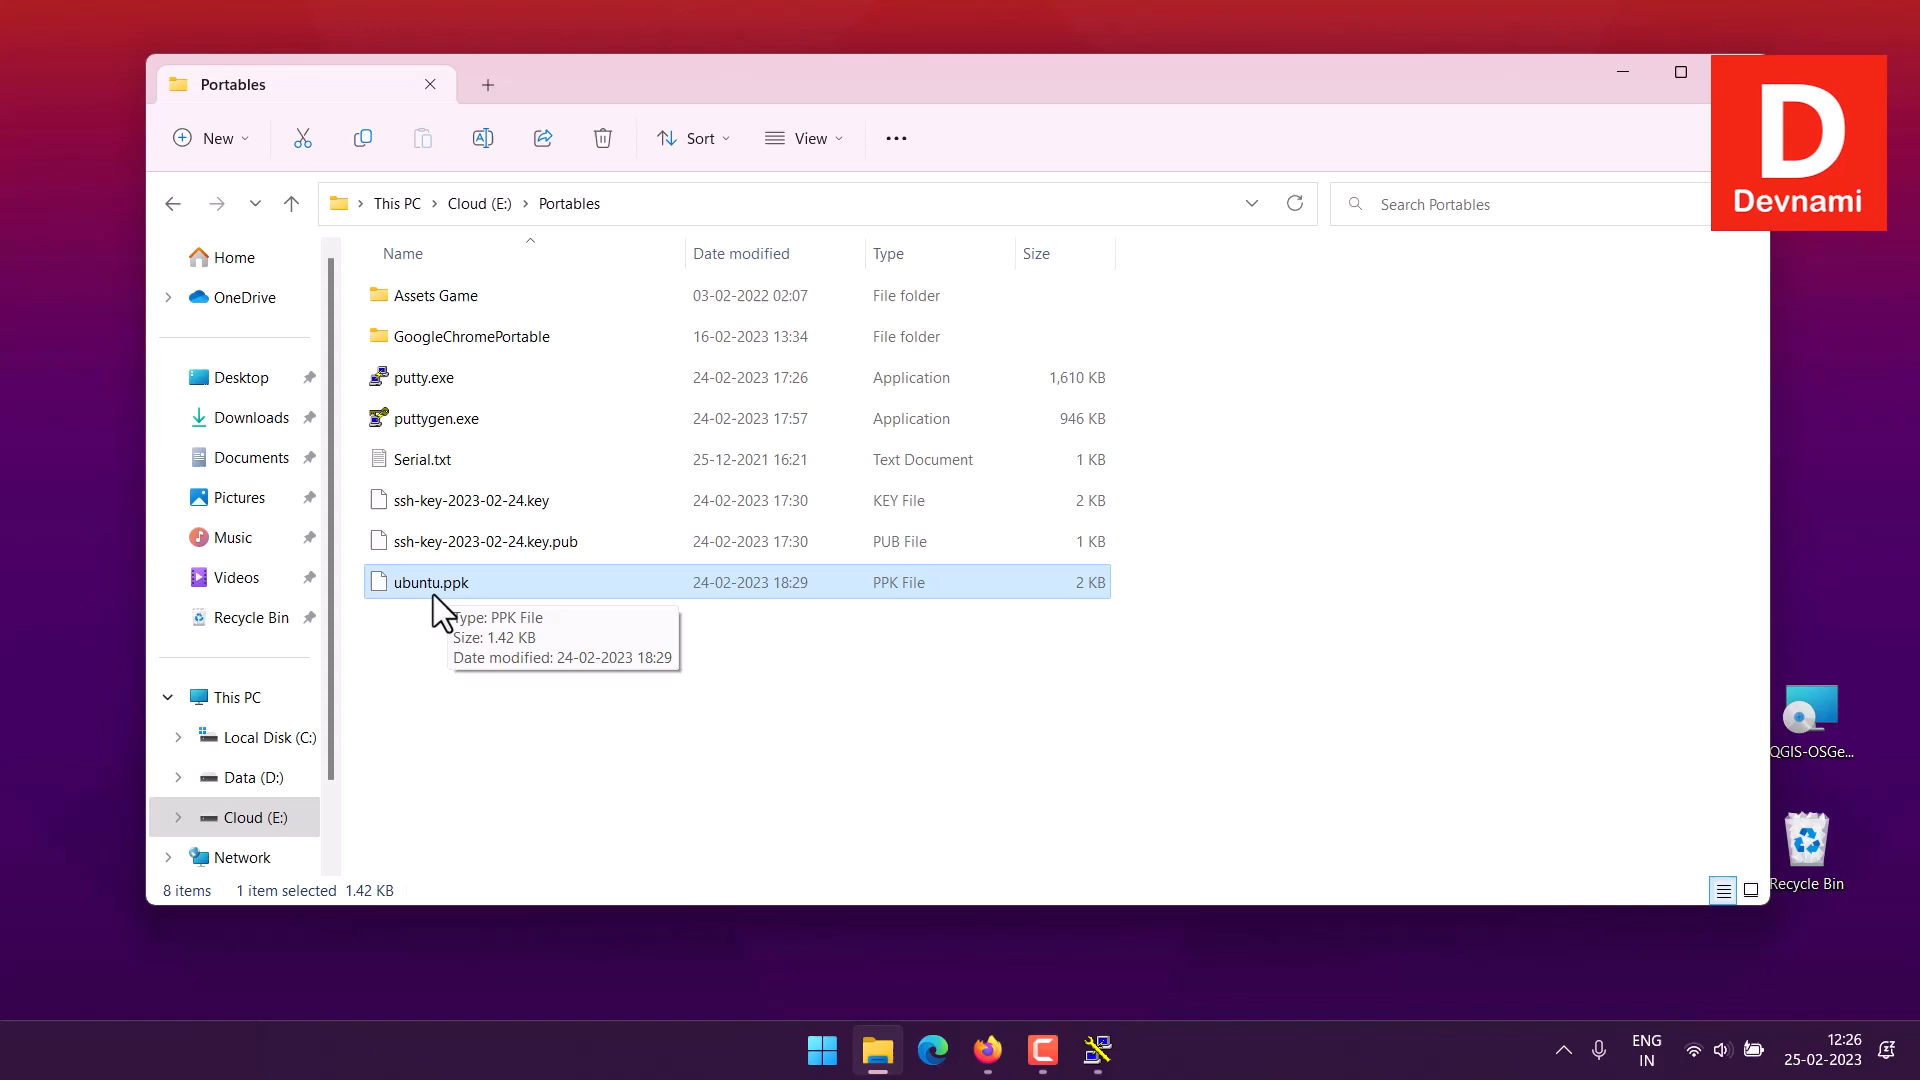 Portables
New
Sort
View
This PC
Cloud (E:)
Portables
Search Portables
D
Devnami
Home
OneDrive
Desktop
Downloads
Documents
Pictures
Music
Videos
Recycle Bin
This PC
Local Disk (C:)
Data (D:)
Cloud (E:)
Network
Name Date modified Type Size
Assets Game 03-02-2022 02:07 File folder
GoogleChromePortable 16-02-2023 13:34 File folder
putty.exe 24-02-2023 17:26 Application 1,610 KB
puttygen.exe 24-02-2023 17:57 Application 946 KB
Serial.txt 25-12-2021 16:21 Text Document 1 KB
ssh-key-2023-02-24.key 24-02-2023 17:30 KEY File 2 KB
ssh-key-2023-02-24.key.pub 24-02-2023 17:30 PUB File 1 KB
ubuntu.ppk 24-02-2023 18:29 PPK File 2 KB
Type: PPK File
Size: 1.42 KB
Date modified: 24-02-2023 18:29
8 items 1 item selected 1.42 KB
QGIS-OSGe...
Recycle Bin
ENG
IN
12:26
25-02-2023